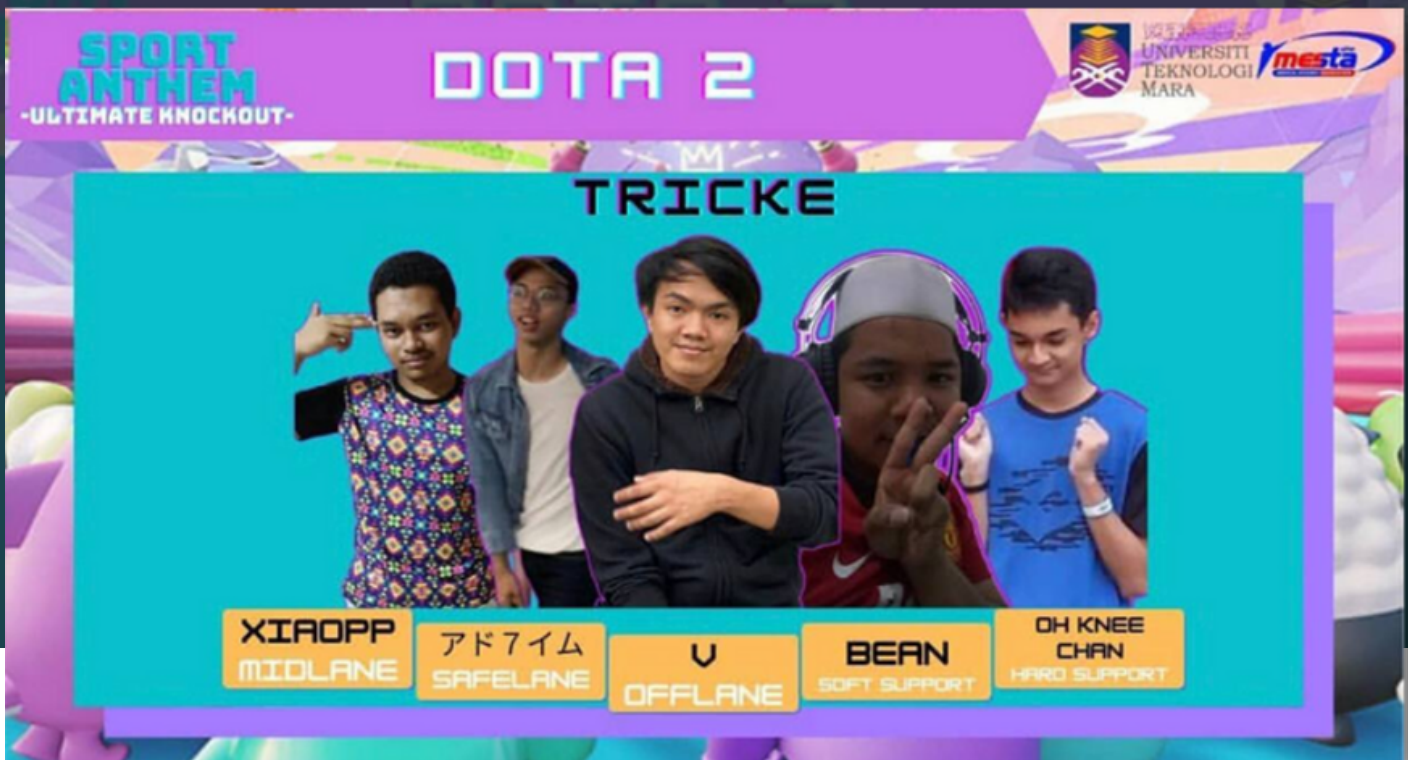 SPORT
ANTHEM
-ULTIMATE KNOCKOUT-
DOTA 2
UNIVERSITI
TEKNOLOGI
MARA
mesta
TRICKE
XIAOPP
MIDLANE
アド7イム
SAFELANE
V
OFFLANE
BEAN
SOFT SUPPORT
OH KNEE
CHAN
HARD SUPPORT